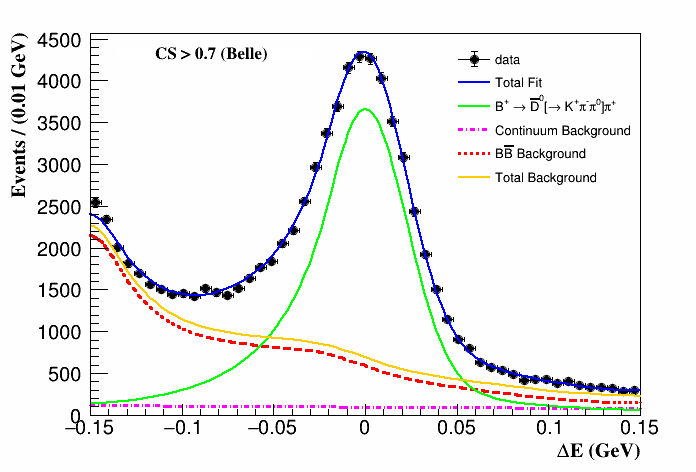 Events / (0.01 GeV)
4500
4000
3500
3000
2500
2000
1500
1000
500
0
CS > 0.7 (Belle)
data
Total Fit
B⁺ → D̅⁰[→ K⁺π⁻π⁰]π⁺
Continuum Background
BB̅ Background
Total Background
−0.15 −0.1 −0.05 0 0.05 0.1 0.15
ΔE (GeV)